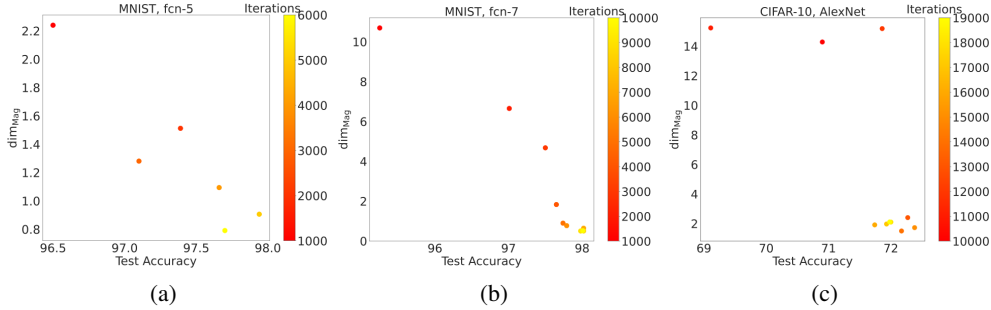 MNIST, fcn-5
Iterations
2.2
2.0
1.8
1.6
1.4
1.2
1.0
0.8
dimMag
96.5 97.0 97.5 98.0
Test Accuracy
6000
5000
4000
3000
2000
1000
(a)
MNIST, fcn-7
Iterations
10
8
6
4
2
0
dimMag
96 97 98
Test Accuracy
10000
9000
8000
7000
6000
5000
4000
3000
2000
1000
(b)
CIFAR-10, AlexNet
Iterations
14
12
10
8
6
4
2
dimMag
69 70 71 72
Test Accuracy
19000
18000
17000
16000
15000
14000
13000
12000
11000
10000
(c)